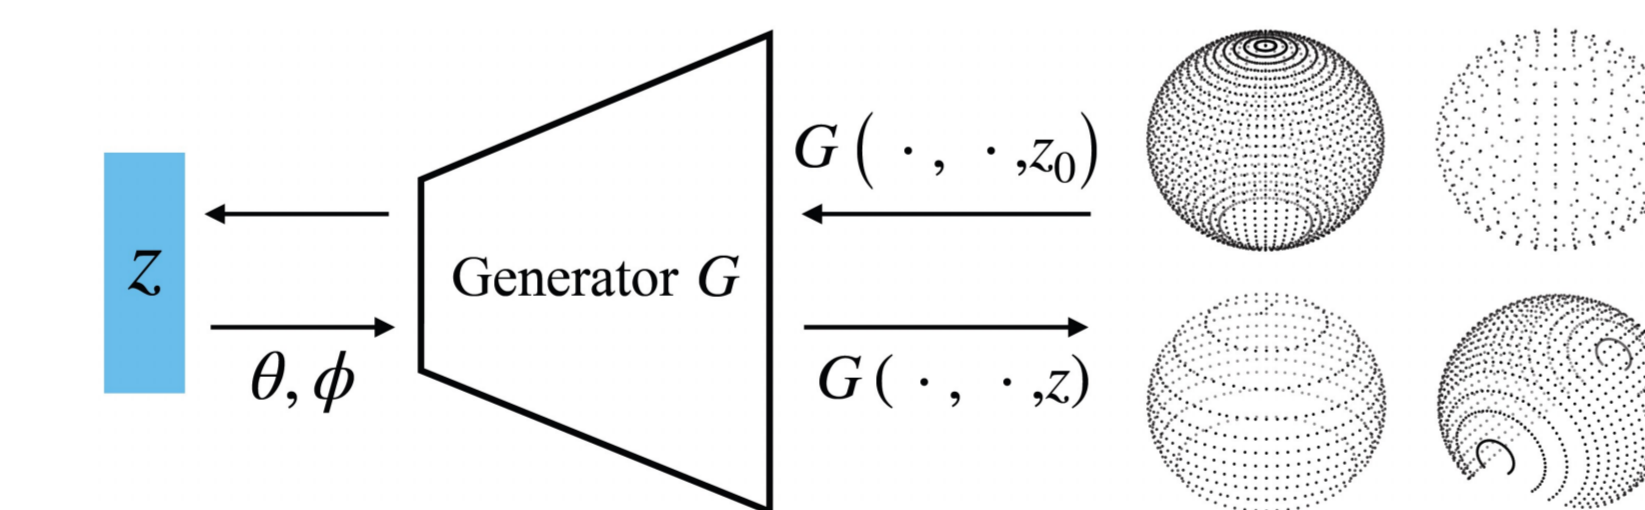 z
θ, ϕ
Generator G
G( · , · ,z₀)
G( · , · ,z)